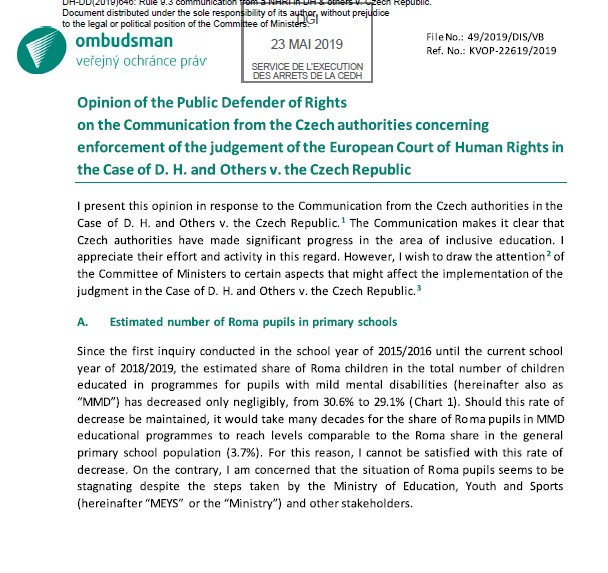 DH-DD(2019)646: Rule 9.3 communication from a NHRI in DH & others v. Czech Republic.
Document distributed under the sole responsibility of its author, without prejudice
to the legal or political position of the Committee of Ministers.
DGI
23 MAI 2019
SERVICE DE L'EXECUTION
DES ARRETS DE LA CEDH
ombudsman
veřejný ochránce práv
File No.: 49/2019/DIS/VB
Ref. No.: KVOP-22619/2019
Opinion of the Public Defender of Rights
on the Communication from the Czech authorities concerning
enforcement of the judgement of the European Court of Human Rights in
the Case of D. H. and Others v. the Czech Republic
I present this opinion in response to the Communication from the Czech authorities in the
Case of D. H. and Others v. the Czech Republic.1 The Communication makes it clear that
Czech authorities have made significant progress in the area of inclusive education. I
appreciate their effort and activity in this regard. However, I wish to draw the attention2 of
the Committee of Ministers to certain aspects that might affect the implementation of the
judgment in the Case of D. H. and Others v. the Czech Republic.3
A. Estimated number of Roma pupils in primary schools
Since the first inquiry conducted in the school year of 2015/2016 until the current school
year of 2018/2019, the estimated share of Roma children in the total number of children
educated in programmes for pupils with mild mental disabilities (hereinafter also as
"MMD") has decreased only negligibly, from 30.6% to 29.1% (Chart 1). Should this rate of
decrease be maintained, it would take many decades for the share of Roma pupils in MMD
educational programmes to reach levels comparable to the Roma share in the general
primary school population (3.7%). For this reason, I cannot be satisfied with this rate of
decrease. On the contrary, I am concerned that the situation of Roma pupils seems to be
stagnating despite the steps taken by the Ministry of Education, Youth and Sports
(hereinafter "MEYS" or the "Ministry") and other stakeholders.